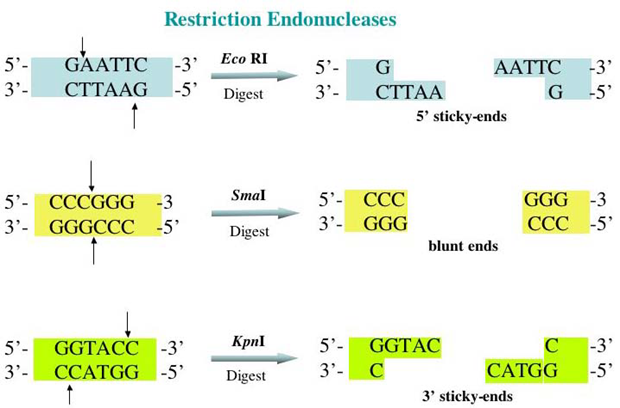 Restriction Endonucleases
5'- GAATTC -3'
3'- CTTAAG -5'
Eco RI
Digest
5'- G AATTC -3'
3'- CTTAA G -5'
5' sticky-ends
5'- CCCGGG -3
3'- GGGCCC -5'
SmaI
Digest
5'- CCC GGG -3
3'- GGG CCC -5'
blunt ends
5'- GGTACC -3'
3'- CCATGG -5'
KpnI
Digest
5'- GGTAC C -3'
3'- C CATGG -5'
3' sticky-ends